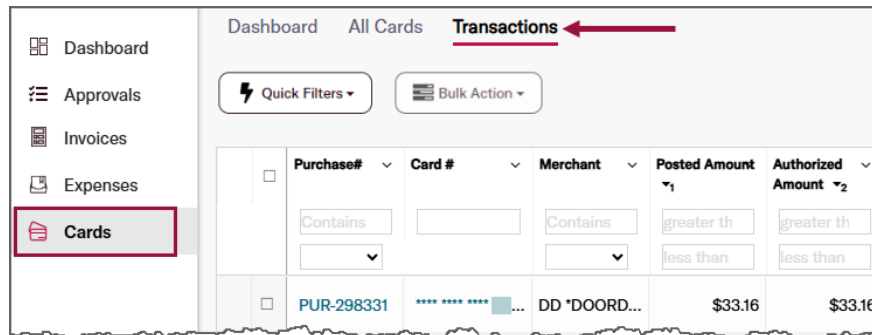 Dashboard All Cards Transactions
Dashboard
Approvals
Invoices
Expenses
Cards
Quick Filters
Bulk Action
Purchase# Card # Merchant Posted Amount Authorized Amount
1 2
Contains Contains greater th greater th
less than less than
PUR-298331 **** **** **** ... DD *DOORD... $33.16 $33.16